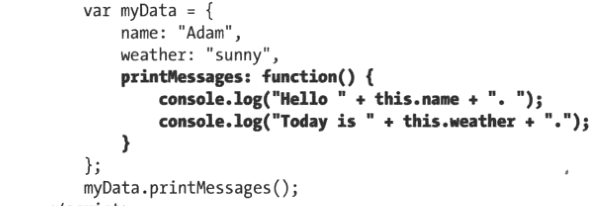 var myData = {
name: "Adam",
weather: "sunny",
printMessages: function() {
console.log("Hello " + this.name + ". ");
console.log("Today is " + this.weather + ".");
}
};
myData.printMessages();